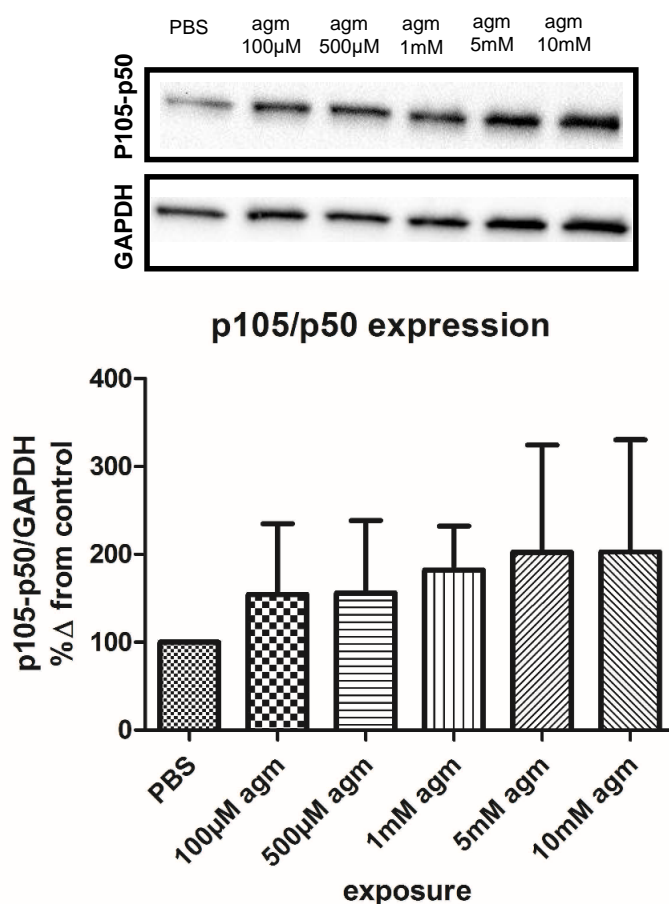 PBS agm agm agm agm agm
100µM 500µM 1mM 5mM 10mM
P105-p50
GAPDH
p105/p50 expression
p105-p50/GAPDH
%Δ from control
400
300
200
100
0
PBS
100µM agm
500µM agm
1mM agm
5mM agm
10mM agm
exposure